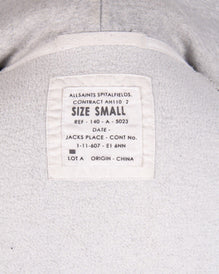 ALLSAINTS SPITALFIELDS.
CONTRACT AH110 2
SIZE SMALL
REF - 140 - A - 5023
DATE -
JACKS PLACE - CONT No.
1-11-607 - E1 6NN
LOT A ORIGIN - CHINA